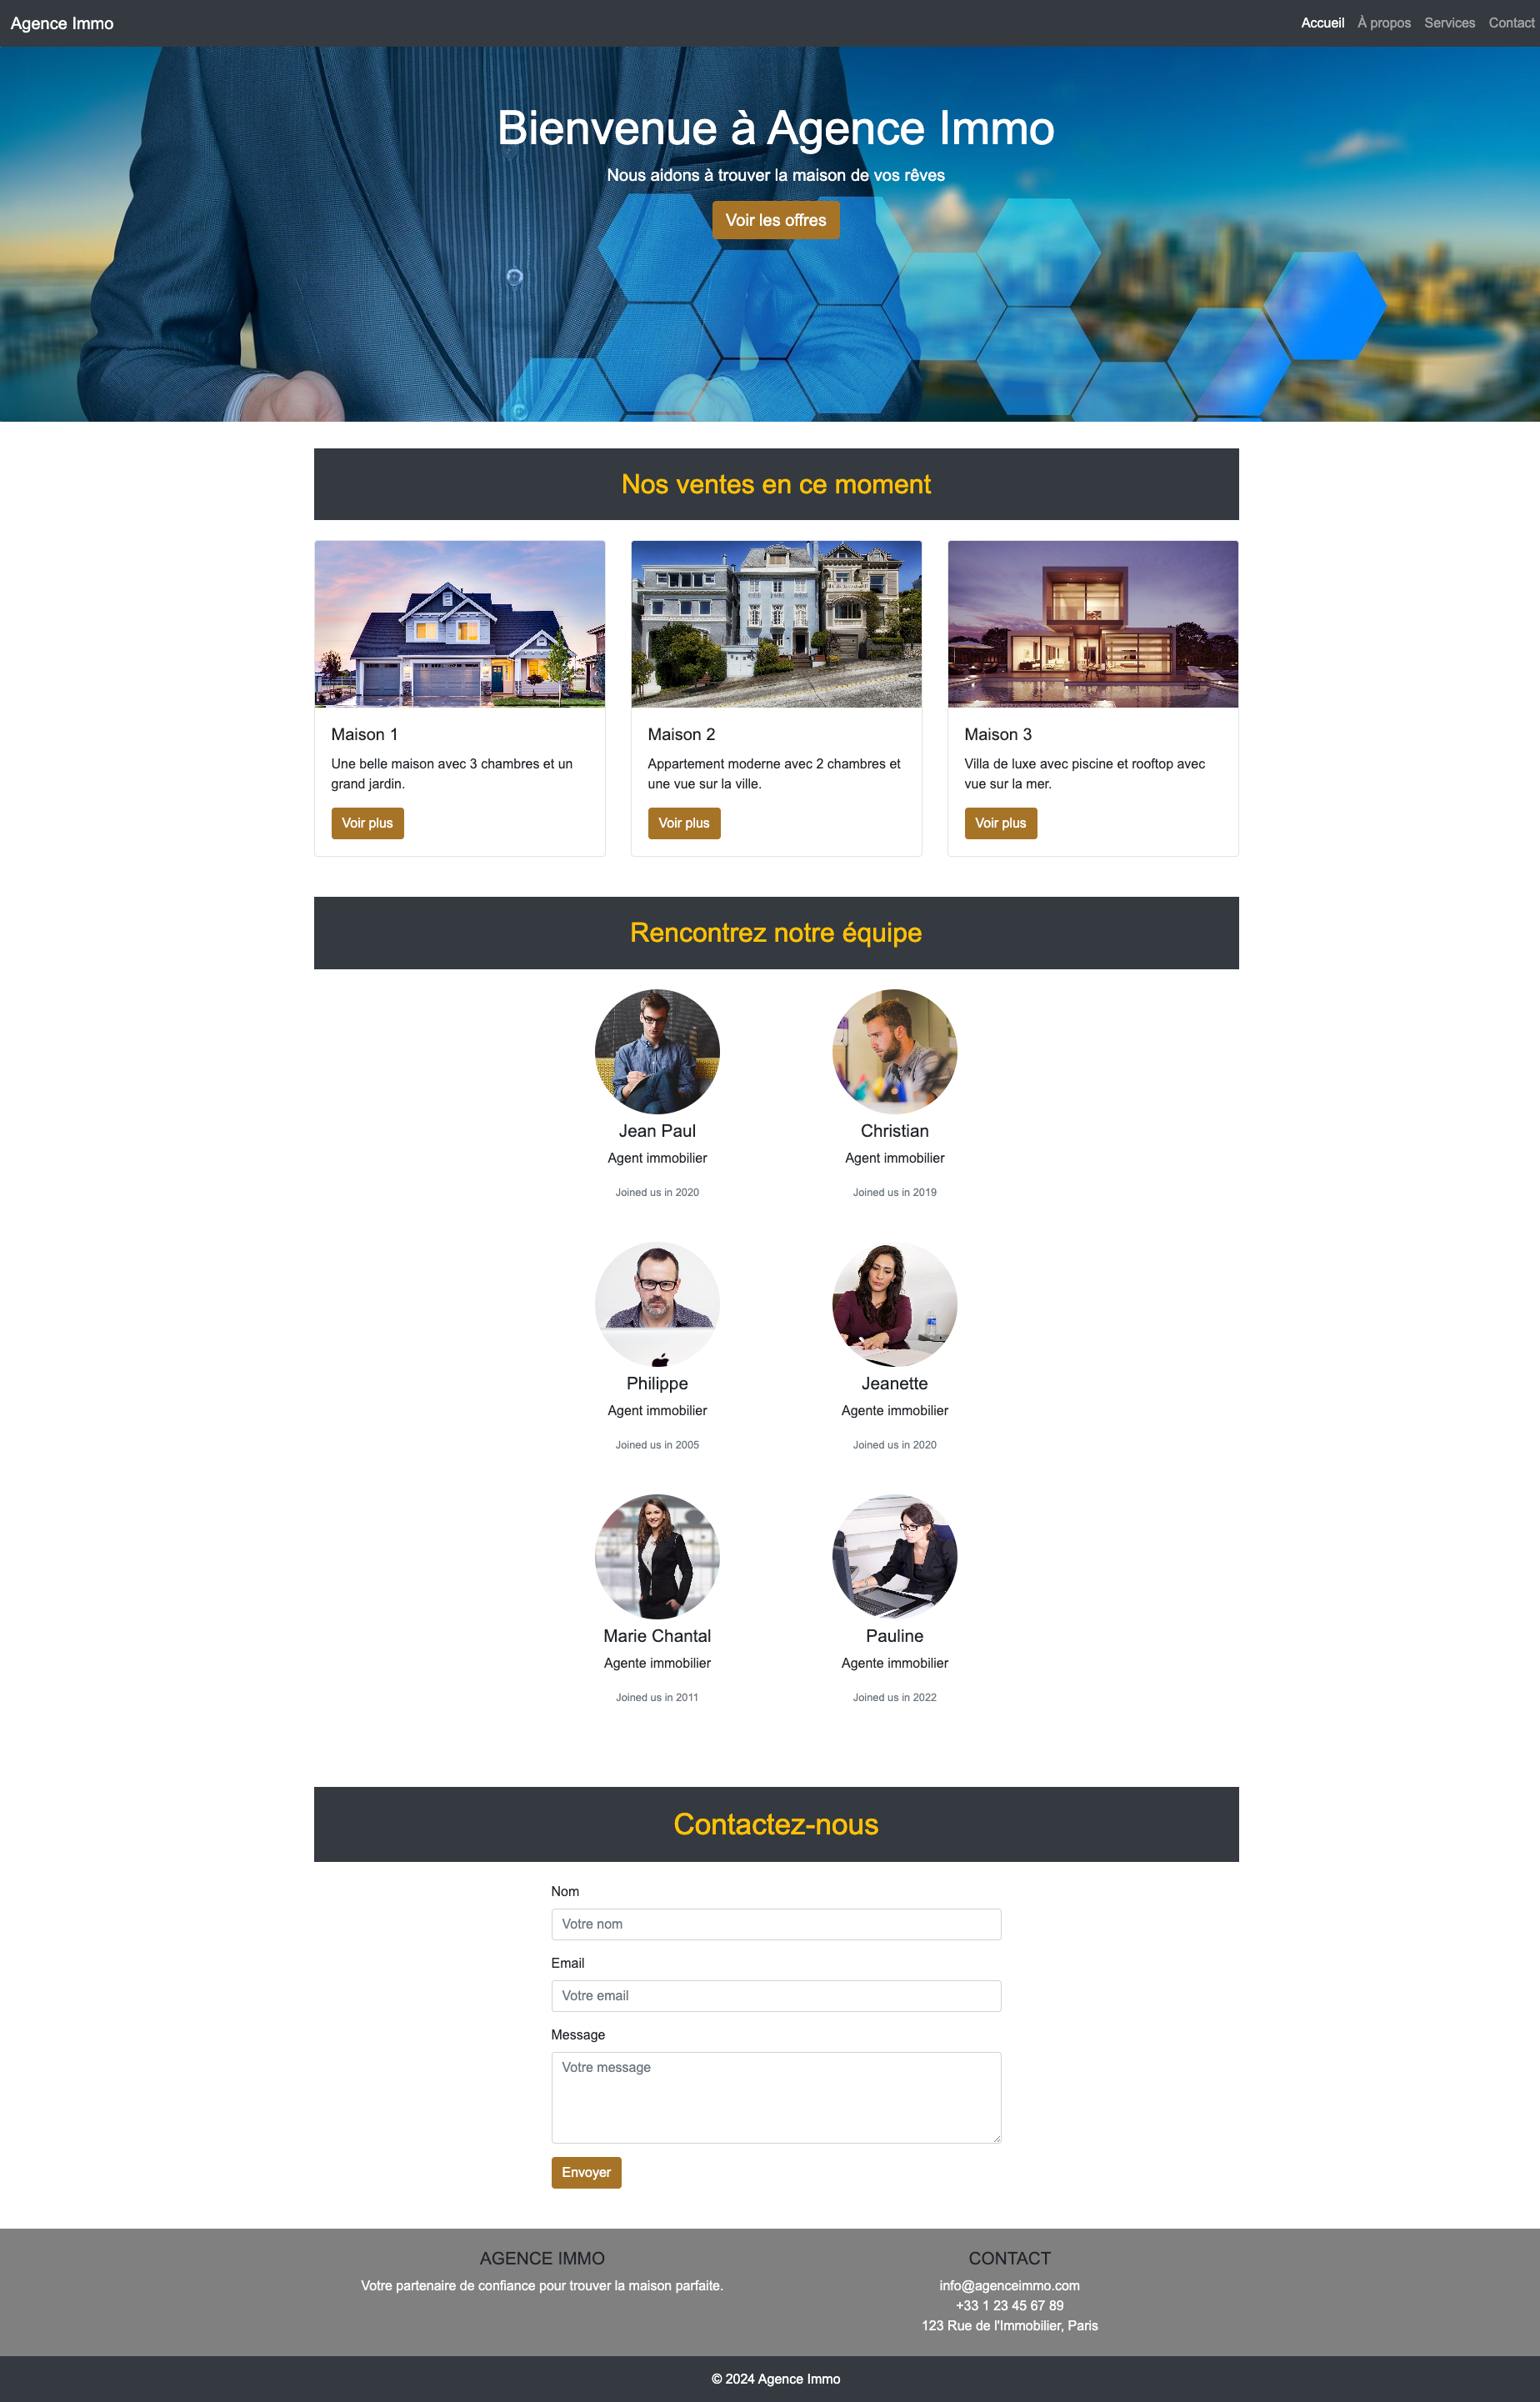 Agence Immo
Accueil À propos Services Contact
Bienvenue à Agence Immo
Nous aidons à trouver la maison de vos rêves
Voir les offres
Nos ventes en ce moment
Maison 1
Une belle maison avec 3 chambres et un
grand jardin.
Voir plus
Maison 2
Appartement moderne avec 2 chambres et
une vue sur la ville.
Voir plus
Maison 3
Villa de luxe avec piscine et rooftop avec
vue sur la mer.
Voir plus
Rencontrez notre équipe
Jean Paul
Agent immobilier
Joined us in 2020
Christian
Agent immobilier
Joined us in 2019
Philippe
Agent immobilier
Joined us in 2005
Jeanette
Agente immobilier
Joined us in 2020
Marie Chantal
Agente immobilier
Joined us in 2011
Pauline
Agente immobilier
Joined us in 2022
Contactez-nous
Nom
Votre nom
Email
Votre email
Message
Votre message
Envoyer
AGENCE IMMO
Votre partenaire de confiance pour trouver la maison parfaite.
CONTACT
info@agenceimmo.com
+33 1 23 45 67 89
123 Rue de l'Immobilier, Paris
© 2024 Agence Immo